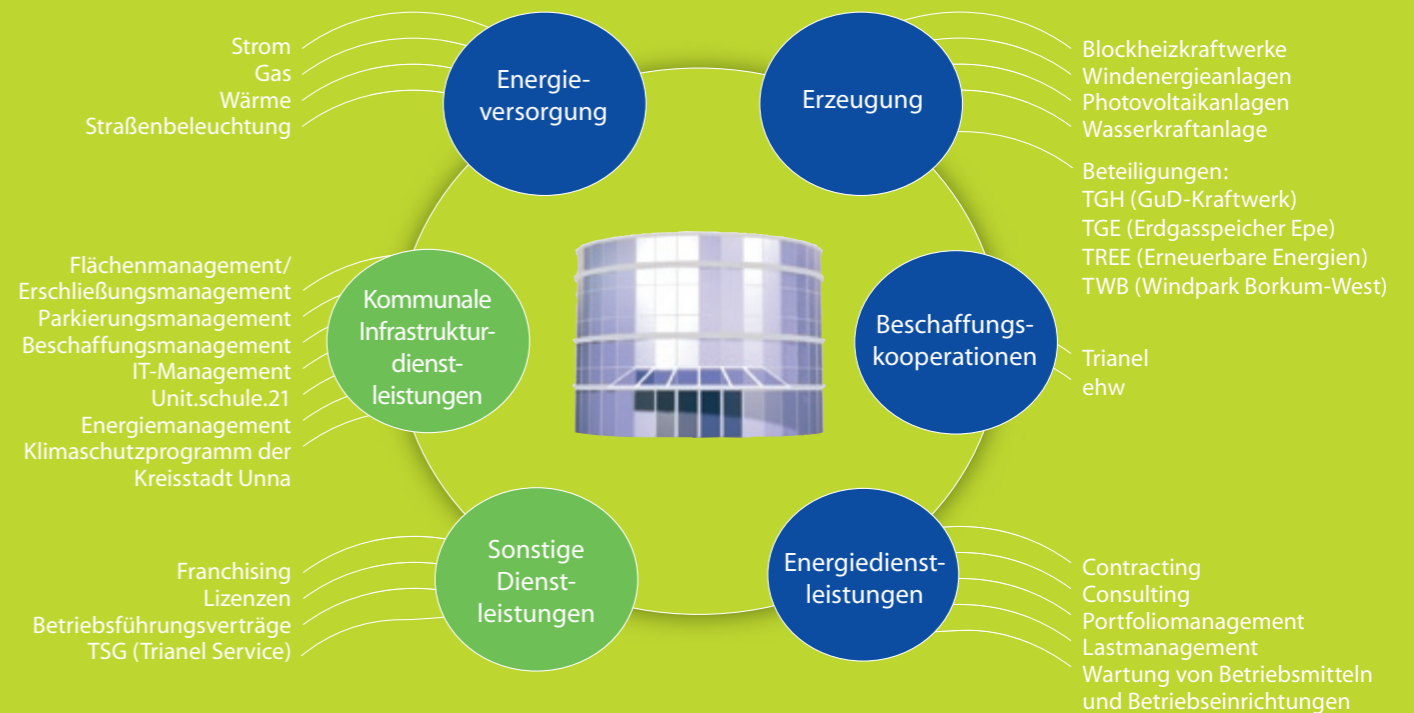 Strom
Gas
Wärme
Straßenbeleuchtung
Energie-
versorgung
Erzeugung
Blockheizkraftwerke
Windenergieanlagen
Photovoltaikanlagen
Wasserkraftanlage
Beteiligungen:
TGH (GuD-Kraftwerk)
TGE (Erdgasspeicher Epe)
TREE (Erneuerbare Energien)
TWB (Windpark Borkum-West)
Flächenmanagement/
Erschließungsmanagement
Parkierungsmanagement
Beschaffungsmanagement
IT-Management
Unit.schule.21
Energiemanagement
Klimaschutzprogramm der
Kreisstadt Unna
Kommunale
Infrastruktur-
dienst-
leistungen
Beschaffungs-
kooperationen
Trianel
ehw
Franchising
Lizenzen
Betriebsführungsverträge
TSG (Trianel Service)
Sonstige
Dienst-
leistungen
Energiedienst-
leistungen
Contracting
Consulting
Portfoliomanagement
Lastmanagement
Wartung von Betriebsmitteln
und Betriebseinrichtungen